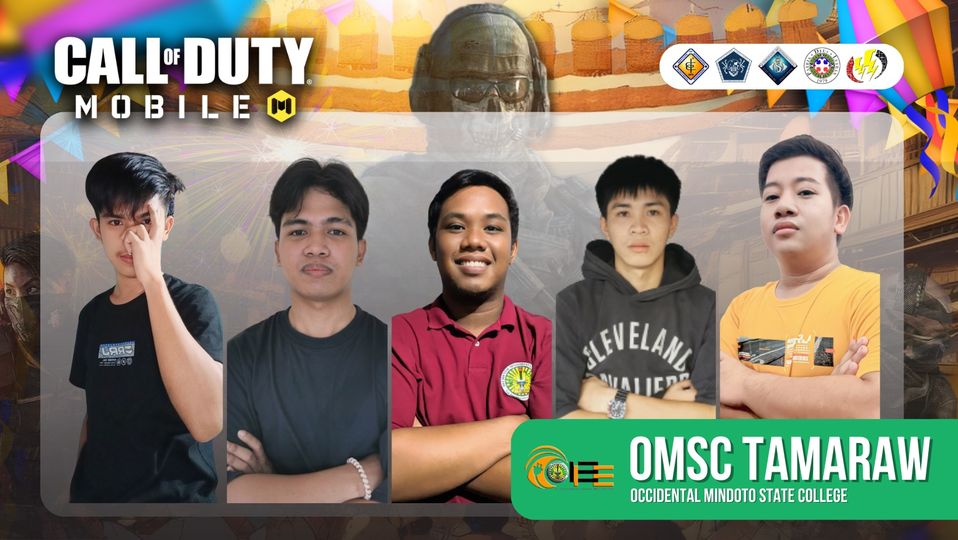 CALL OF DUTY
MOBILE
CLEVELAND
CAVALIERS
OMSC TAMARAW
OCCIDENTAL MINDOTO STATE COLLEGE